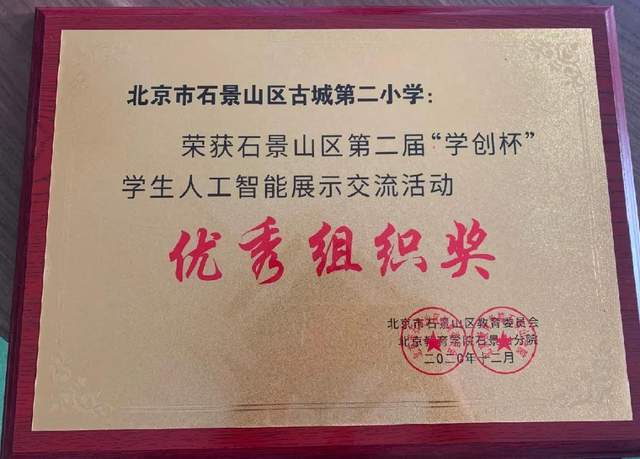 北京市石景山区古城第二小学：
荣获石景山区第二届“学创杯”
学生人工智能展示交流活动
优秀组织奖
北京市石景山区教育委员会
北京教育学院石景山分院
二〇二〇年十二月